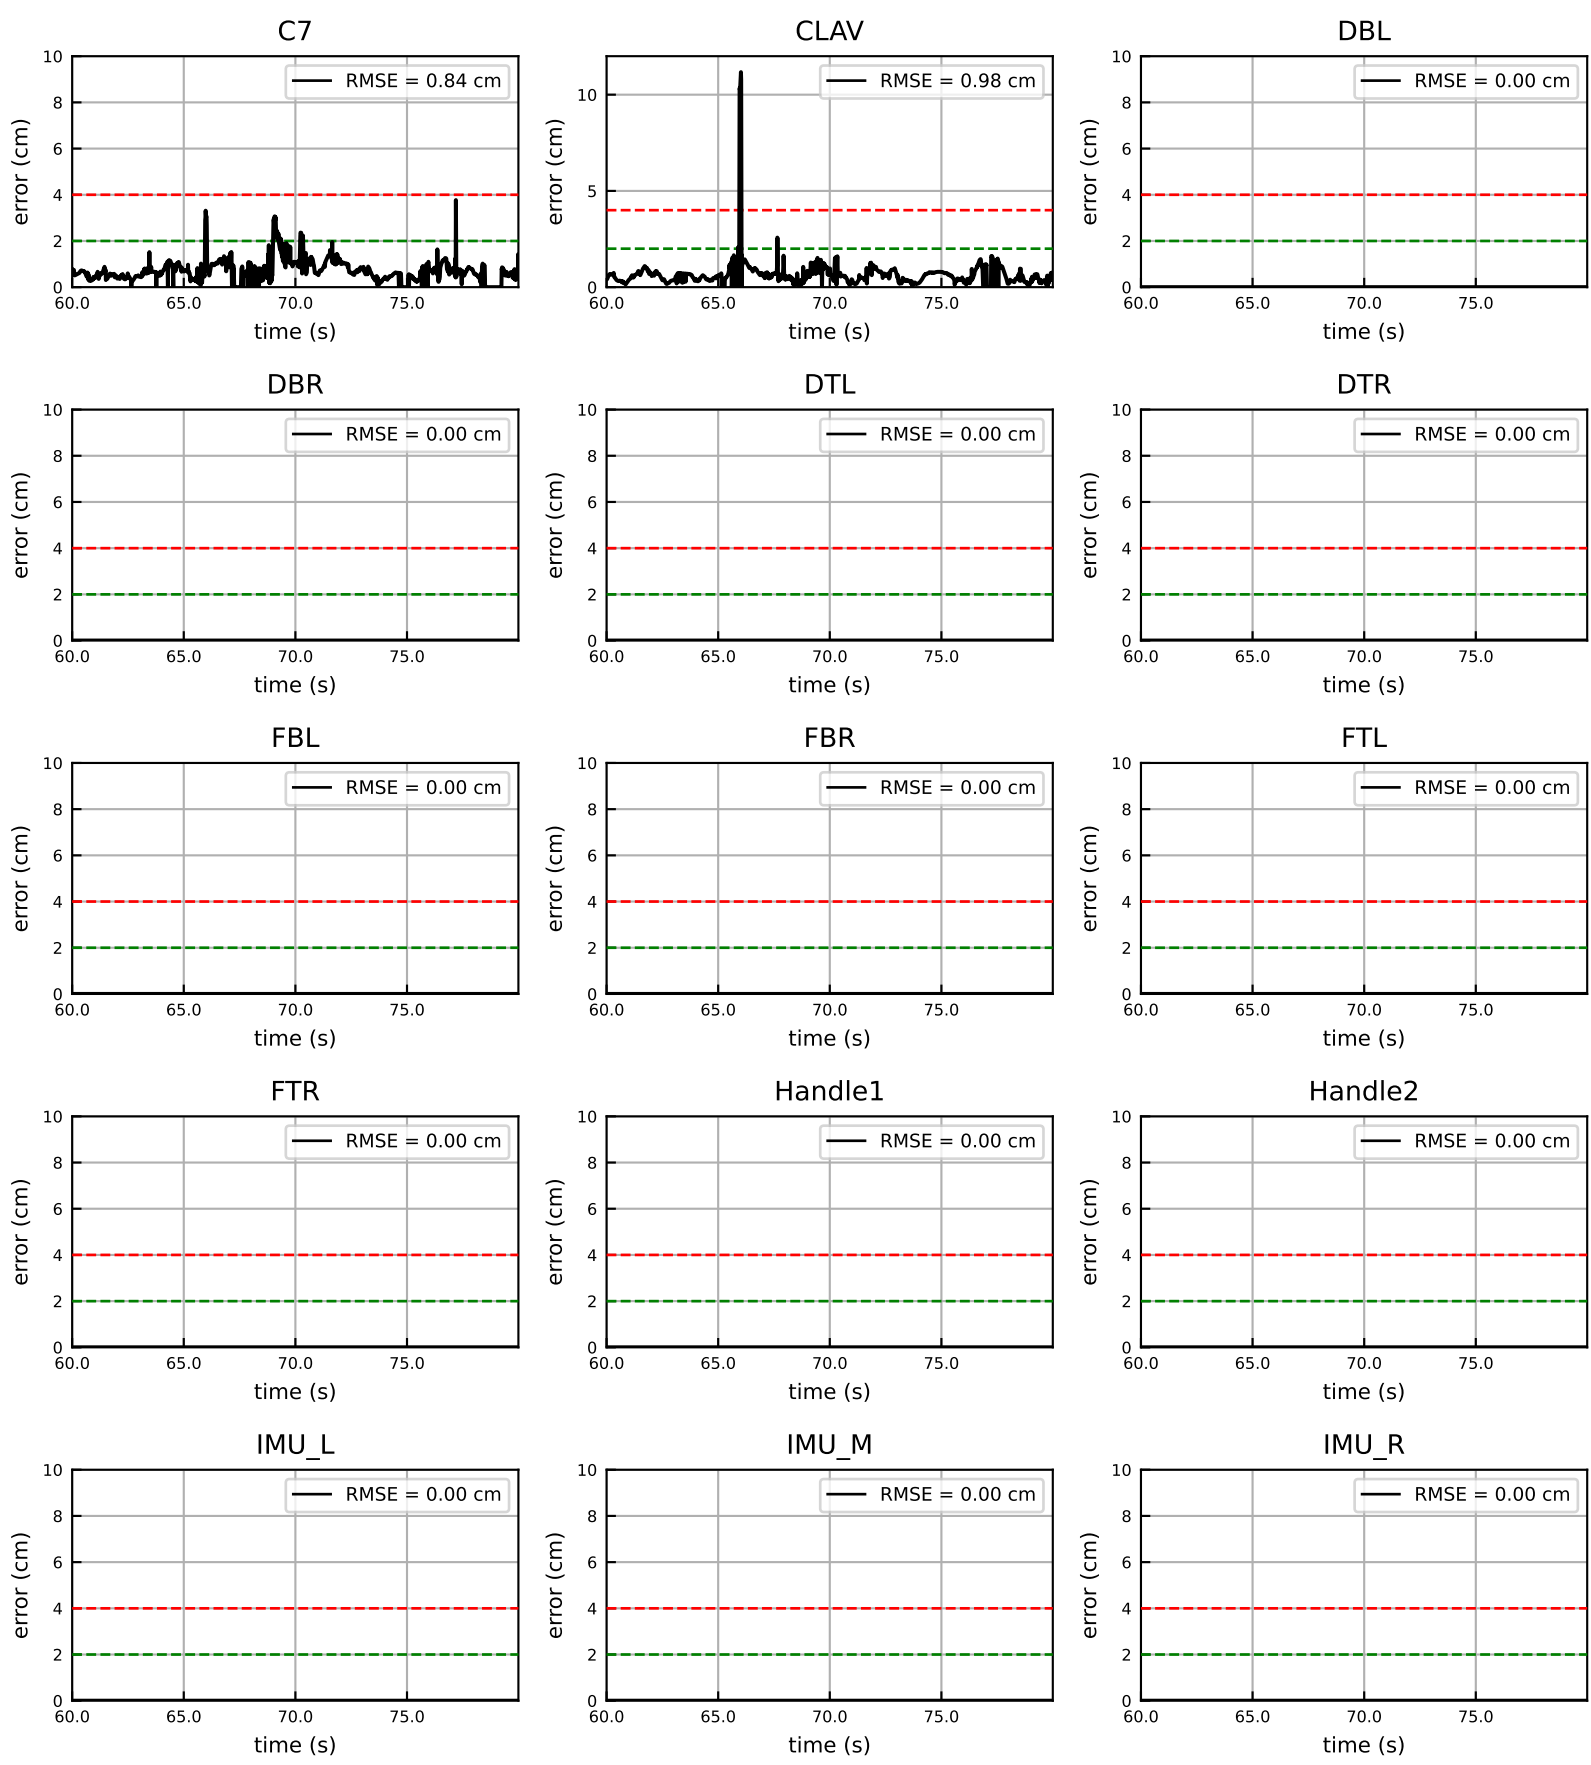 C7 CLAV DBL
10 RMSE = 0.84 cm 10 RMSE = 0.98 cm 10 RMSE = 0.00 cm
error (cm) 8 6 4 2 0 error (cm) 5 0 error (cm) 8 6 4 2 0
60.0 65.0 70.0 75.0 60.0 65.0 70.0 75.0 60.0 65.0 70.0 75.0
time (s) time (s) time (s)
DBR DTL DTR
10 RMSE = 0.00 cm 10 RMSE = 0.00 cm 10 RMSE = 0.00 cm
error (cm) 8 6 4 2 0 error (cm) 8 6 4 2 0 error (cm) 8 6 4 2 0
60.0 65.0 70.0 75.0 60.0 65.0 70.0 75.0 60.0 65.0 70.0 75.0
time (s) time (s) time (s)
FBL FBR FTL
10 RMSE = 0.00 cm 10 RMSE = 0.00 cm 10 RMSE = 0.00 cm
error (cm) 8 6 4 2 0 error (cm) 8 6 4 2 0 error (cm) 8 6 4 2 0
60.0 65.0 70.0 75.0 60.0 65.0 70.0 75.0 60.0 65.0 70.0 75.0
time (s) time (s) time (s)
FTR Handle1 Handle2
10 RMSE = 0.00 cm 10 RMSE = 0.00 cm 10 RMSE = 0.00 cm
error (cm) 8 6 4 2 0 error (cm) 8 6 4 2 0 error (cm) 8 6 4 2 0
60.0 65.0 70.0 75.0 60.0 65.0 70.0 75.0 60.0 65.0 70.0 75.0
time (s) time (s) time (s)
IMU_L IMU_M IMU_R
10 RMSE = 0.00 cm 10 RMSE = 0.00 cm 10 RMSE = 0.00 cm
error (cm) 8 6 4 2 0 error (cm) 8 6 4 2 0 error (cm) 8 6 4 2 0
60.0 65.0 70.0 75.0 60.0 65.0 70.0 75.0 60.0 65.0 70.0 75.0
time (s) time (s) time (s)